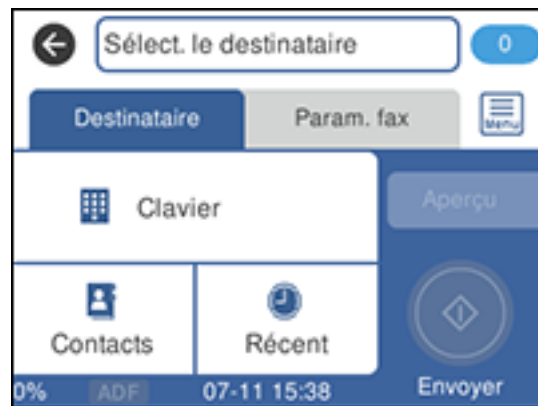 Sélect. le destinataire
0
Destinataire
Param. fax
Menu
Clavier
Aperçu
Contacts
Récent
0%
ADF
07-11 15:38
Envoyer